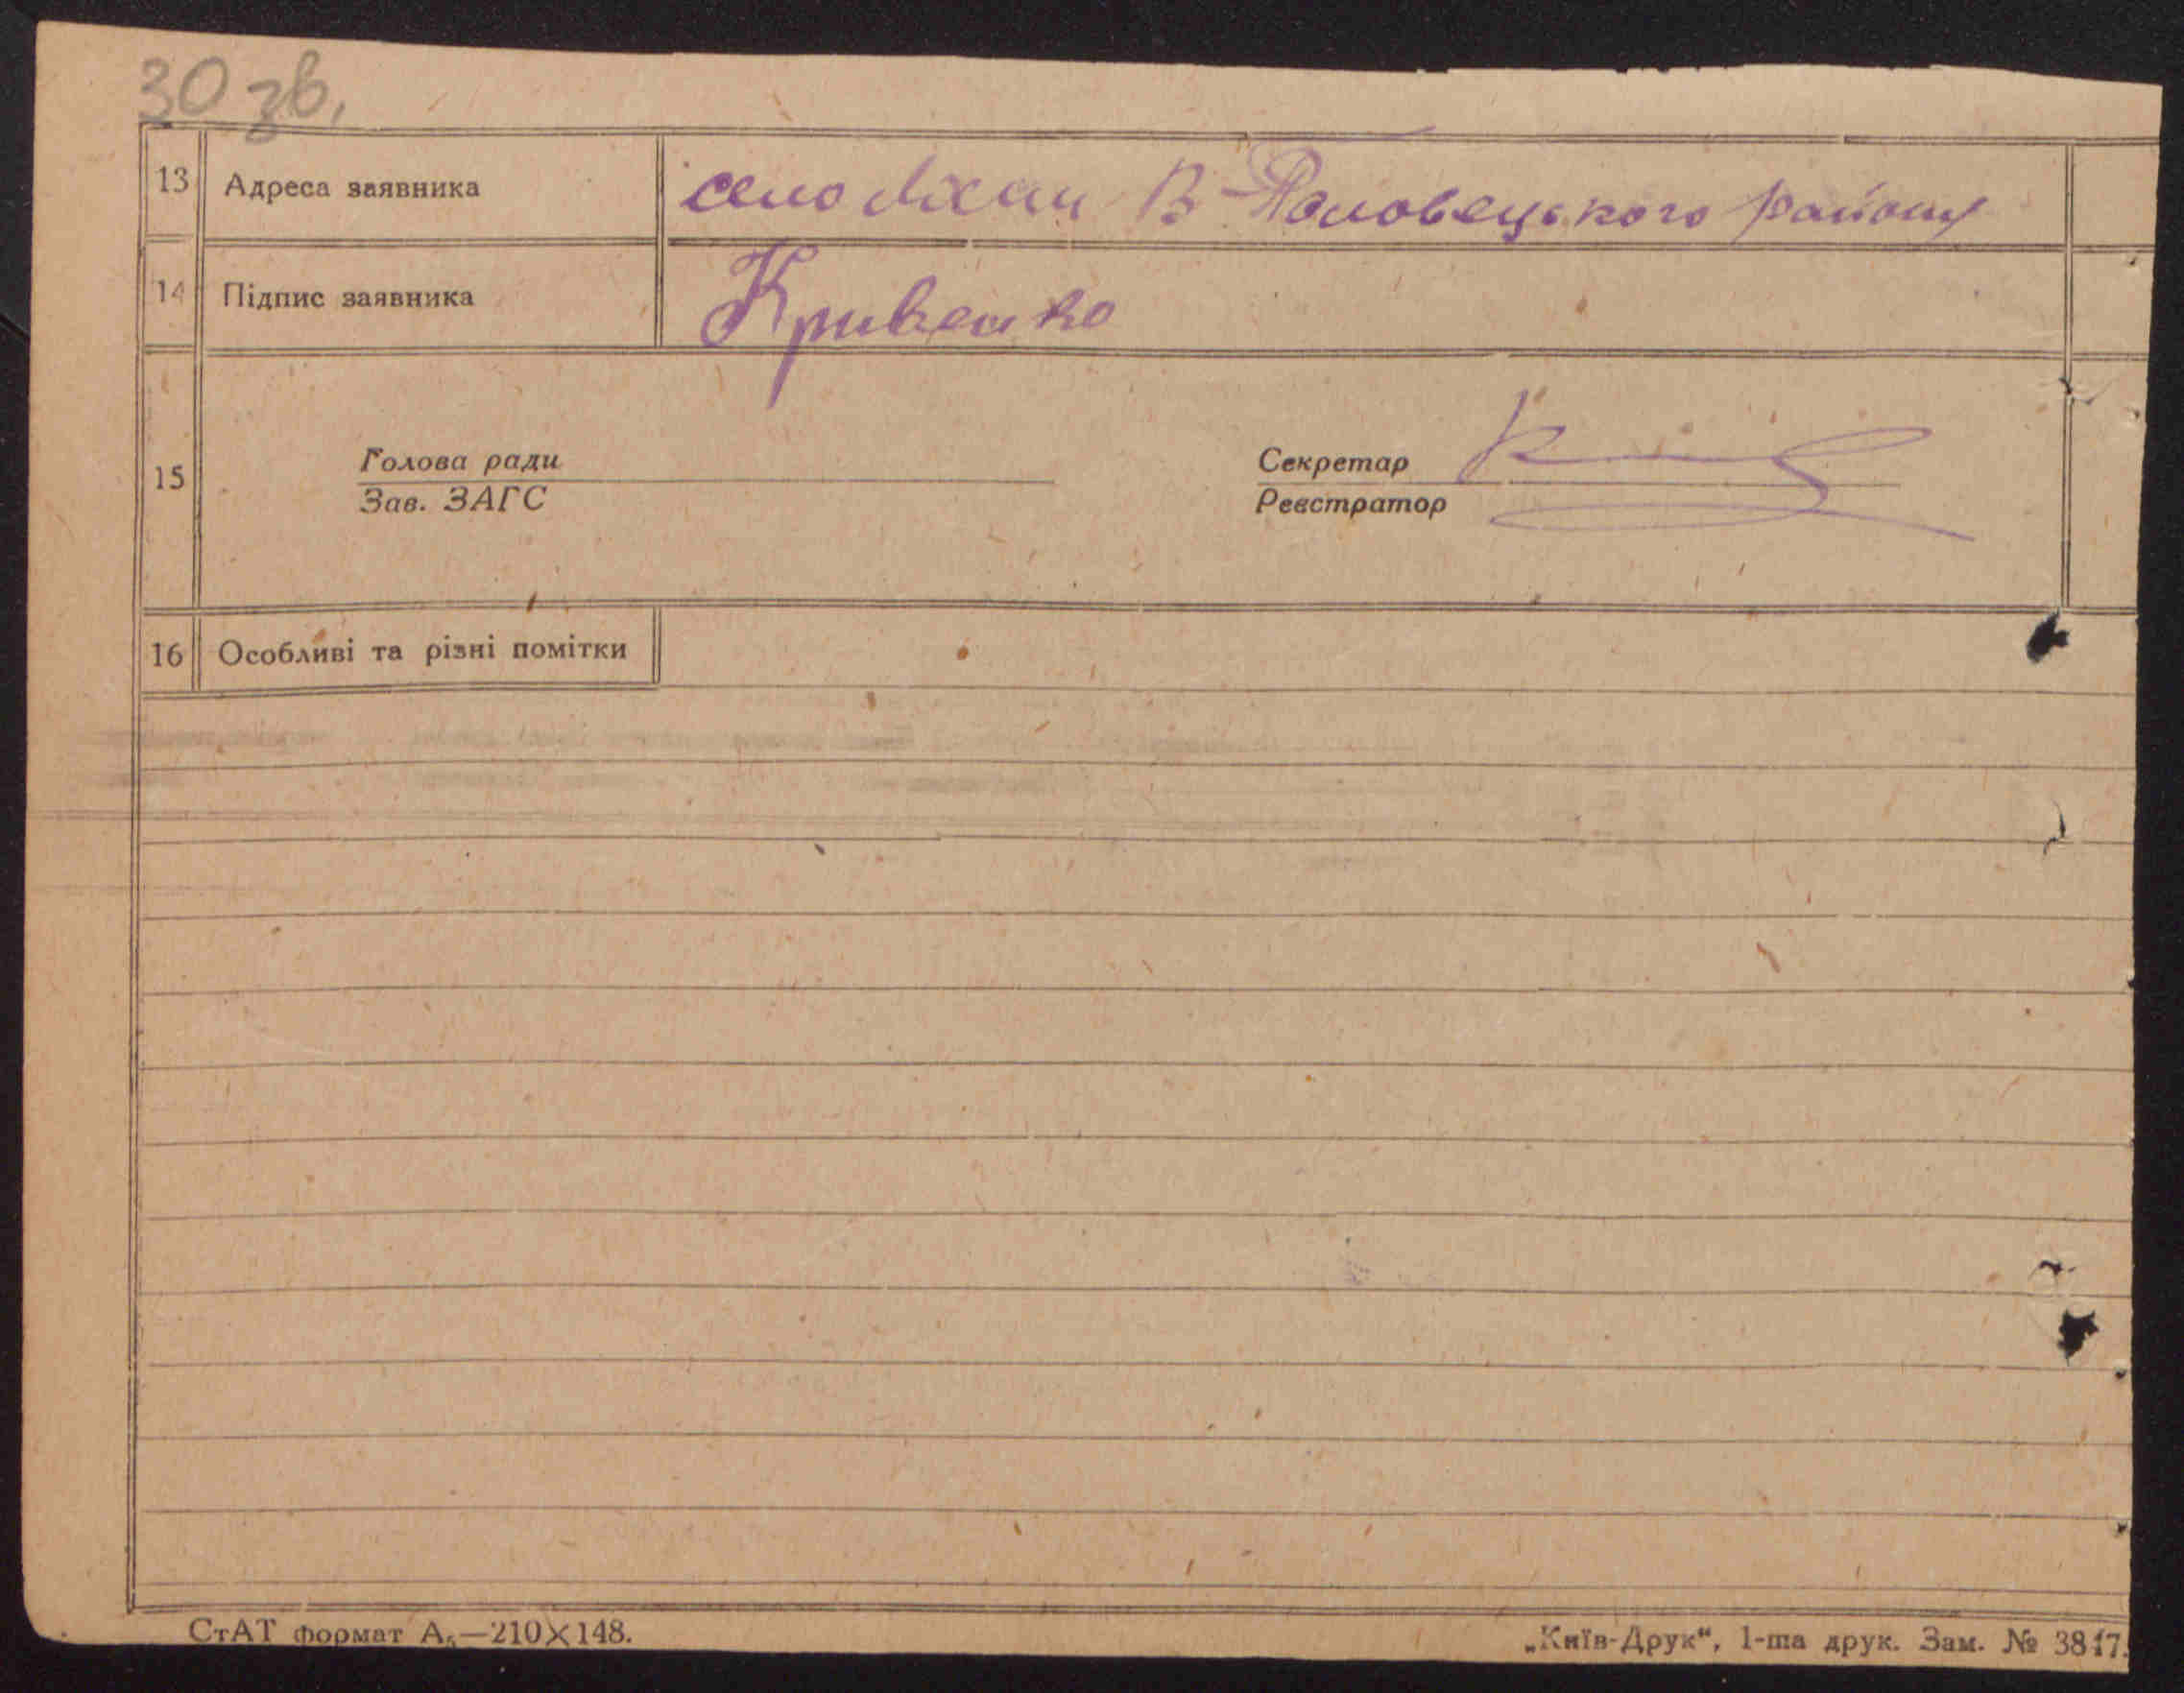 30 зв.
13 Адреса заявника село Яхни В-Половецького району
14 Підпис заявника Кривенко
15 Голова ради Секретар
Зав. ЗАГС Реєстратор
16 Особливі та різні помітки
СтАТ формат А5—210×148.
„Київ-Друк“, 1-ша друк. Зам. № 3817.